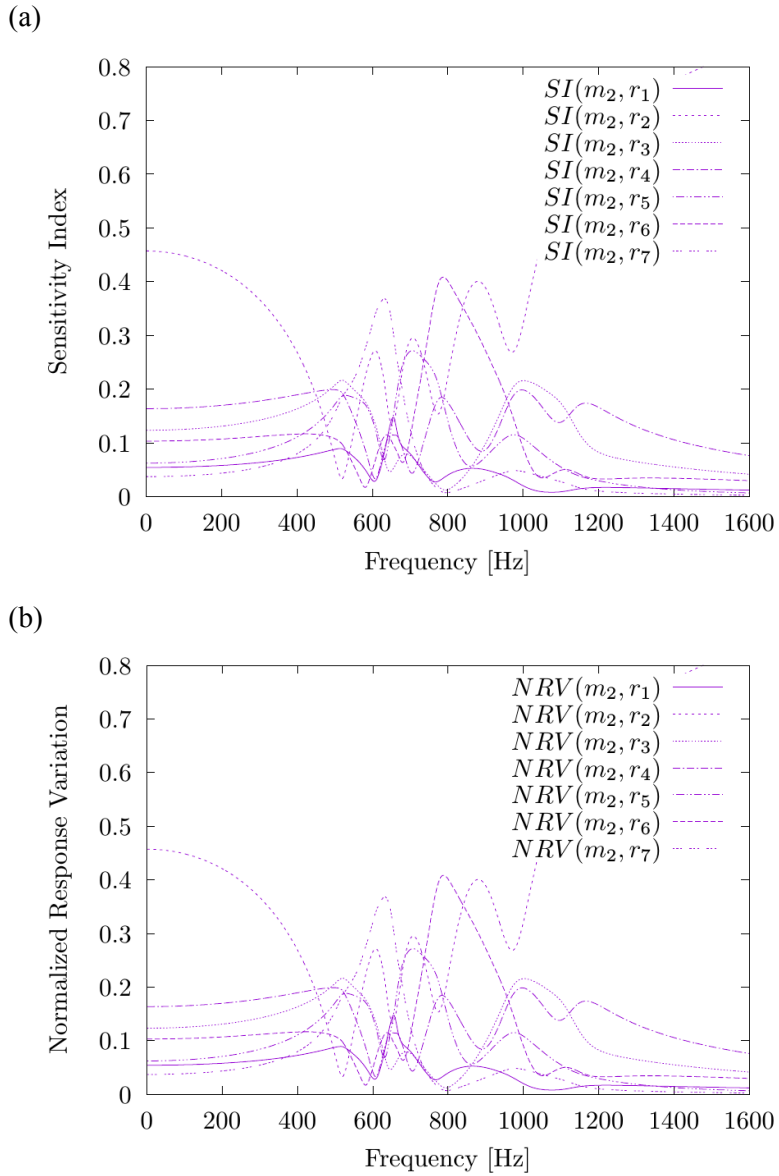 (a)
0.8
0.7
0.6
0.5
0.4
0.3
0.2
0.1
0
Sensitivity Index
SI(m₂, r₁)
SI(m₂, r₂)
SI(m₂, r₃)
SI(m₂, r₄)
SI(m₂, r₅)
SI(m₂, r₆)
SI(m₂, r₇)
0 200 400 600 800 1000 1200 1400 1600
Frequency [Hz]
(b)
0.8
0.7
0.6
0.5
0.4
0.3
0.2
0.1
0
Normalized Response Variation
NRV(m₂, r₁)
NRV(m₂, r₂)
NRV(m₂, r₃)
NRV(m₂, r₄)
NRV(m₂, r₅)
NRV(m₂, r₆)
NRV(m₂, r₇)
0 200 400 600 800 1000 1200 1400 1600
Frequency [Hz]